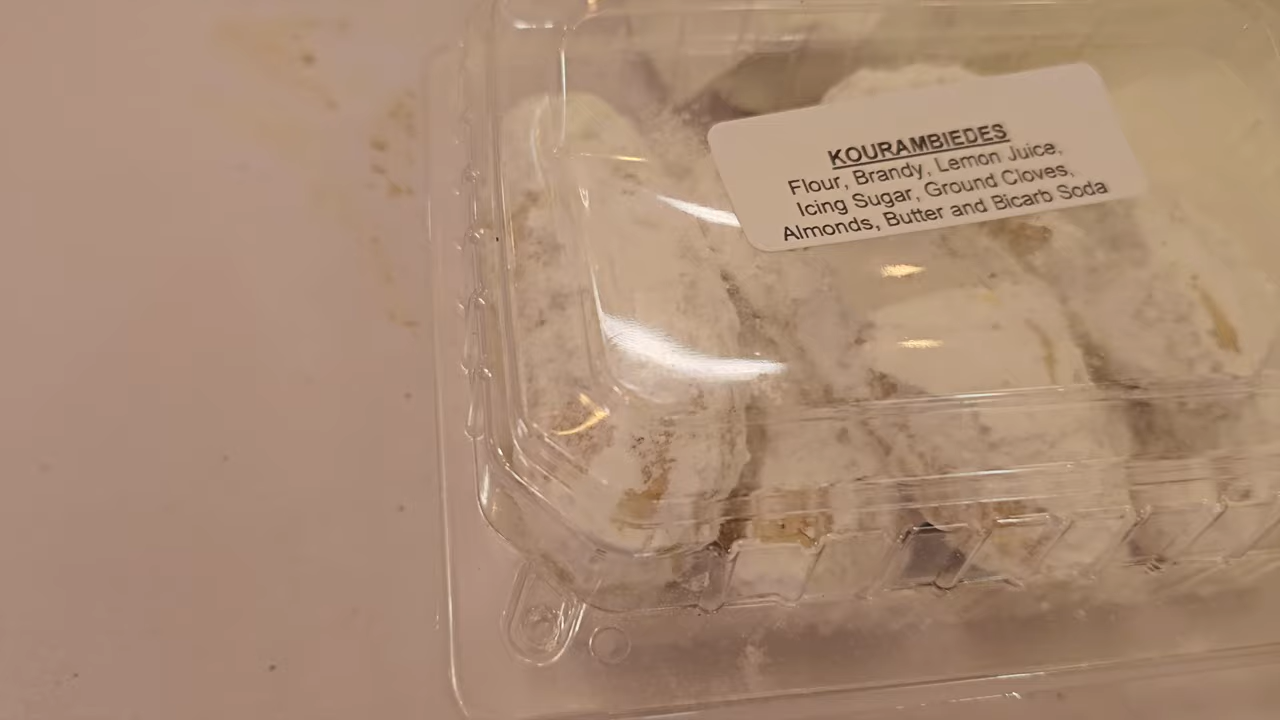 KOURAMBIEDES
Flour, Brandy, Lemon Juice,
Icing Sugar, Ground Cloves,
Almonds, Butter and Bicarb Soda